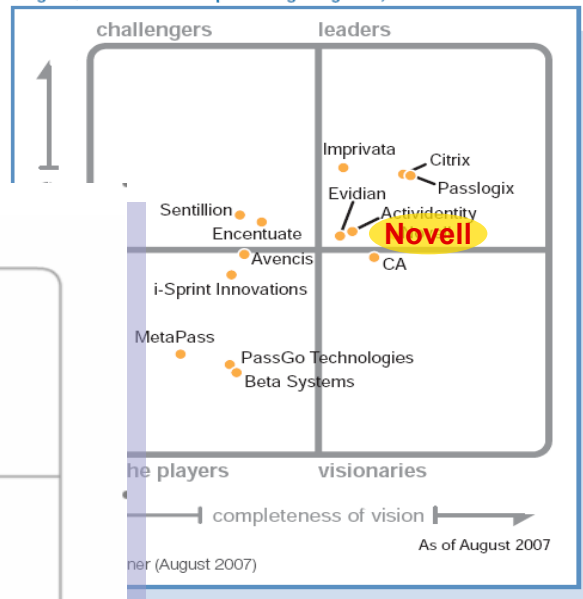 challengers
leaders
Imprivata
Citrix
Passlogix
Evidian
Actividentity
Sentillion
Novell
Encentuate
Avencis
CA
i-Sprint Innovations
MetaPass
PassGo Technologies
Beta Systems
he players
visionaries
completeness of vision
As of August 2007
ner (August 2007)